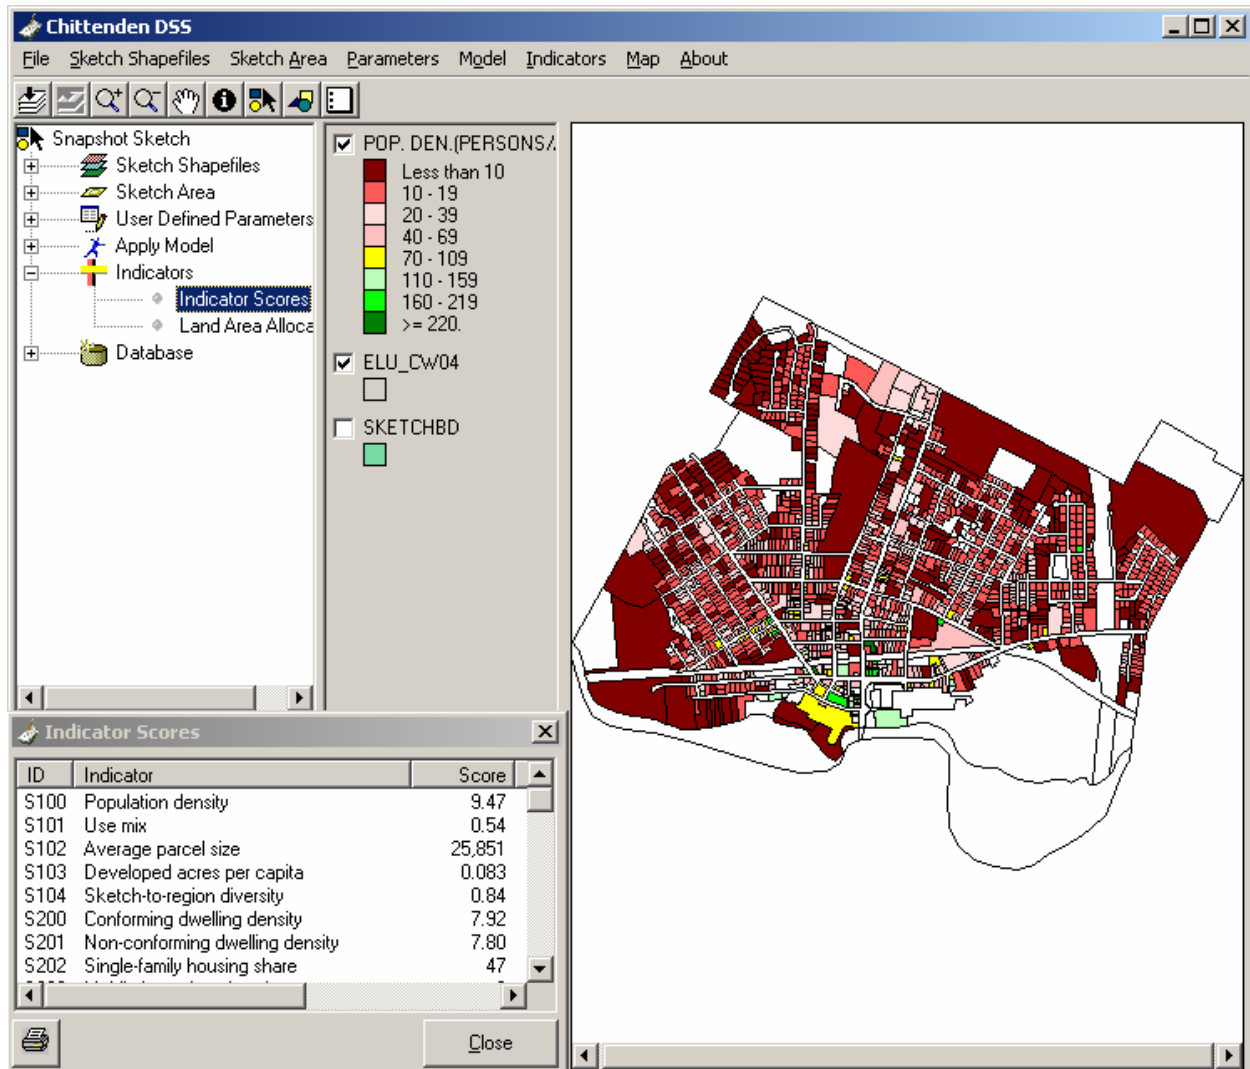 Chittenden DSS
File Sketch Shapefiles Sketch Area Parameters Model Indicators Map About
Snapshot Sketch
Sketch Shapefiles
Sketch Area
User Defined Parameters
Apply Model
Indicators
Indicator Scores
Land Area Alloca
Database
POP. DEN.(PERSONS/
Less than 10
10 - 19
20 - 39
40 - 69
70 - 109
110 - 159
160 - 219
>= 220.
ELU_CW04
SKETCHBD
Indicator Scores
ID Indicator Score
S100 Population density 9.47
S101 Use mix 0.54
S102 Average parcel size 25,851
S103 Developed acres per capita 0.083
S104 Sketch-to-region diversity 0.84
S200 Conforming dwelling density 7.92
S201 Non-conforming dwelling density 7.80
S202 Single-family housing share 47
Close